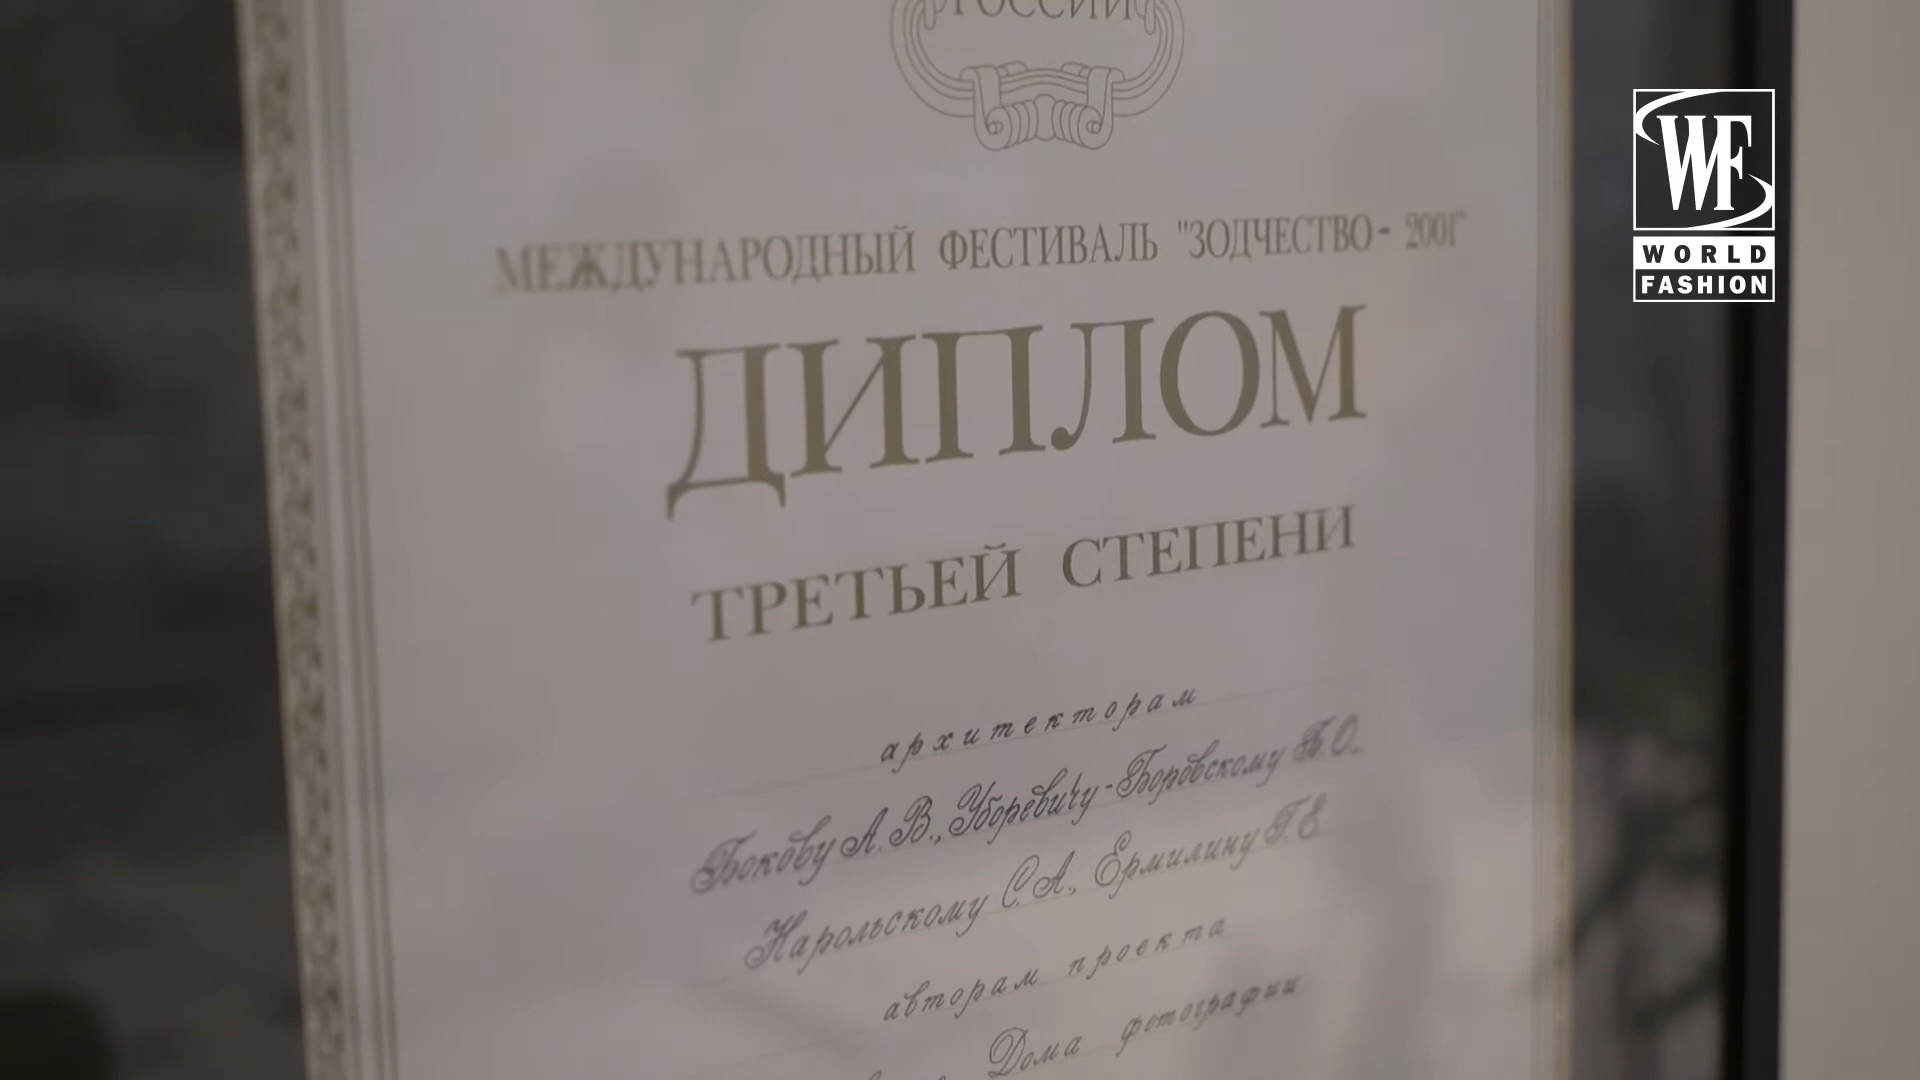 РОССИИ
МЕЖДУНАРОДНЫЙ ФЕСТИВАЛЬ "ЗОДЧЕСТВО - 2001"
ДИПЛОМ
ТРЕТЬЕЙ СТЕПЕНИ
архитекторам
Бокову А.В., Уборевичу-Боровскому Б.О.,
Нарольскому С.А., Ермилину Г.Е
авторам проекта
Дома фотографии
WF
WORLD
FASHION